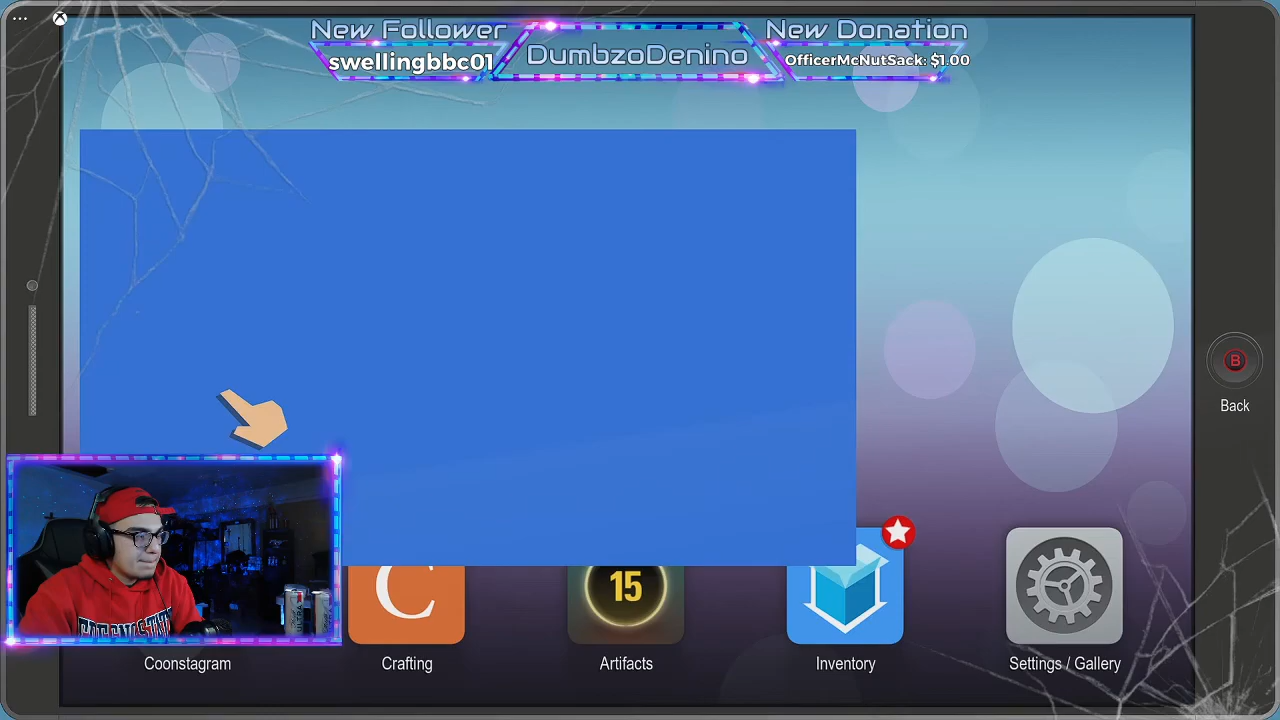 New Follower
swellingbbc01
DumbzoDenino
New Donation
OfficerMcNutSack: $1.00
B
Back
C
15
Coonstagram
Crafting
Artifacts
Inventory
Settings / Gallery